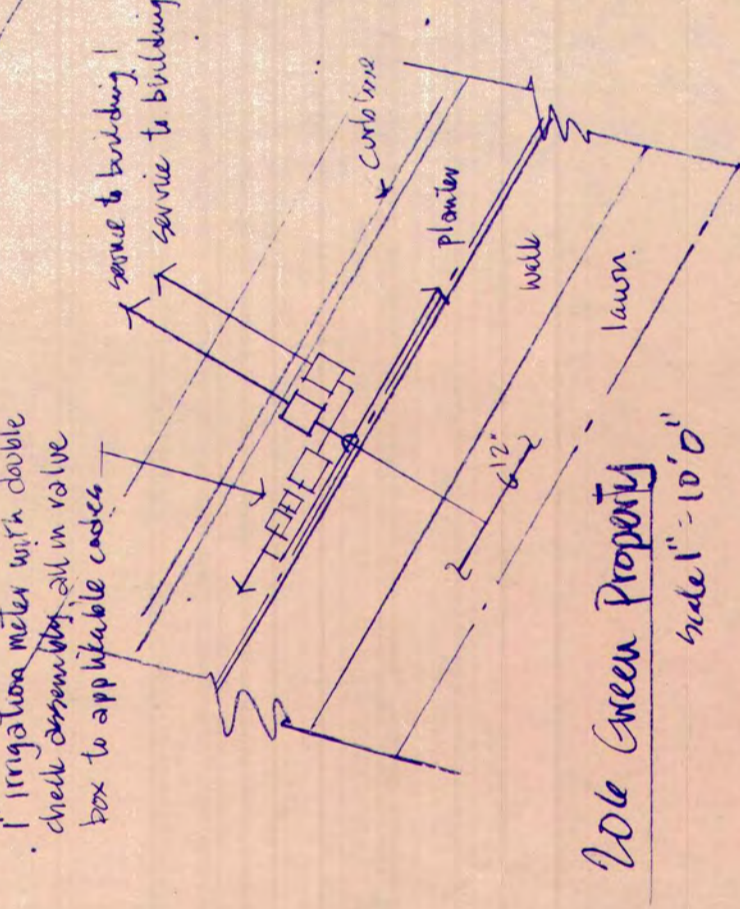 1" irrigation meter with double
check assembly all in valve
box to applicable codes
service to building!
service to building
curb line
planter
walk
lawn
12"
206 Green Property
Scale 1" = 10'0"